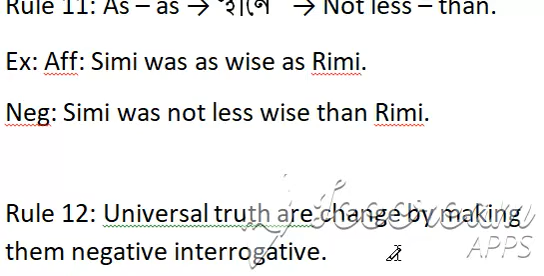 Rule 11: As – as → স্থানে → Not less – than.
Ex: Aff: Simi was as wise as Rimi.
Neg: Simi was not less wise than Rimi.
Rule 12: Universal truth are change by making
them negative interrogative.
Icecream
APPS